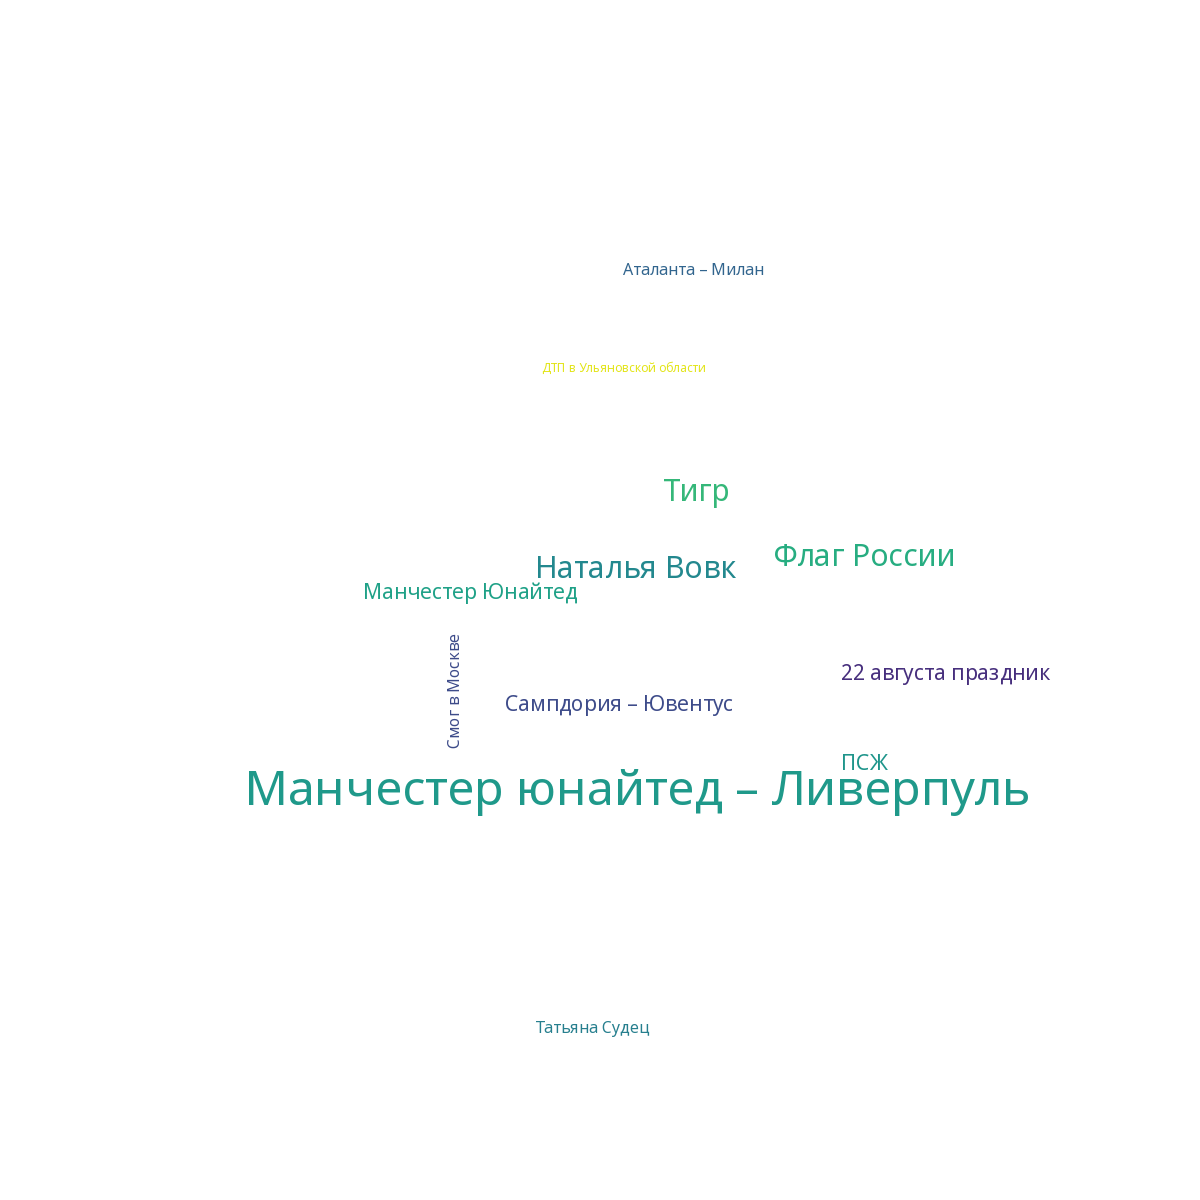 Аталанта – Милан
ДТП в Ульяновской области
Тигр
Флаг России
Наталья Вовк
Манчестер Юнайтед
Смог в Москве
22 августа праздник
Сампдория – Ювентус
ПСЖ
Манчестер юнайтед – Ливерпуль
Татьяна Судец